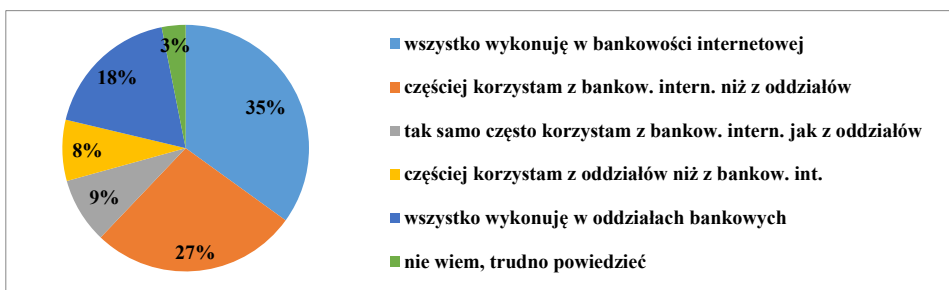 3%
18%
35%
8%
9%
27%
wszystko wykonuję w bankowości internetowej
częściej korzystam z bankow. intern. niż z oddziałów
tak samo często korzystam z bankow. intern. jak z oddziałów
częściej korzystam z oddziałów niż z bankow. int.
wszystko wykonuję w oddziałach bankowych
nie wiem, trudno powiedzieć